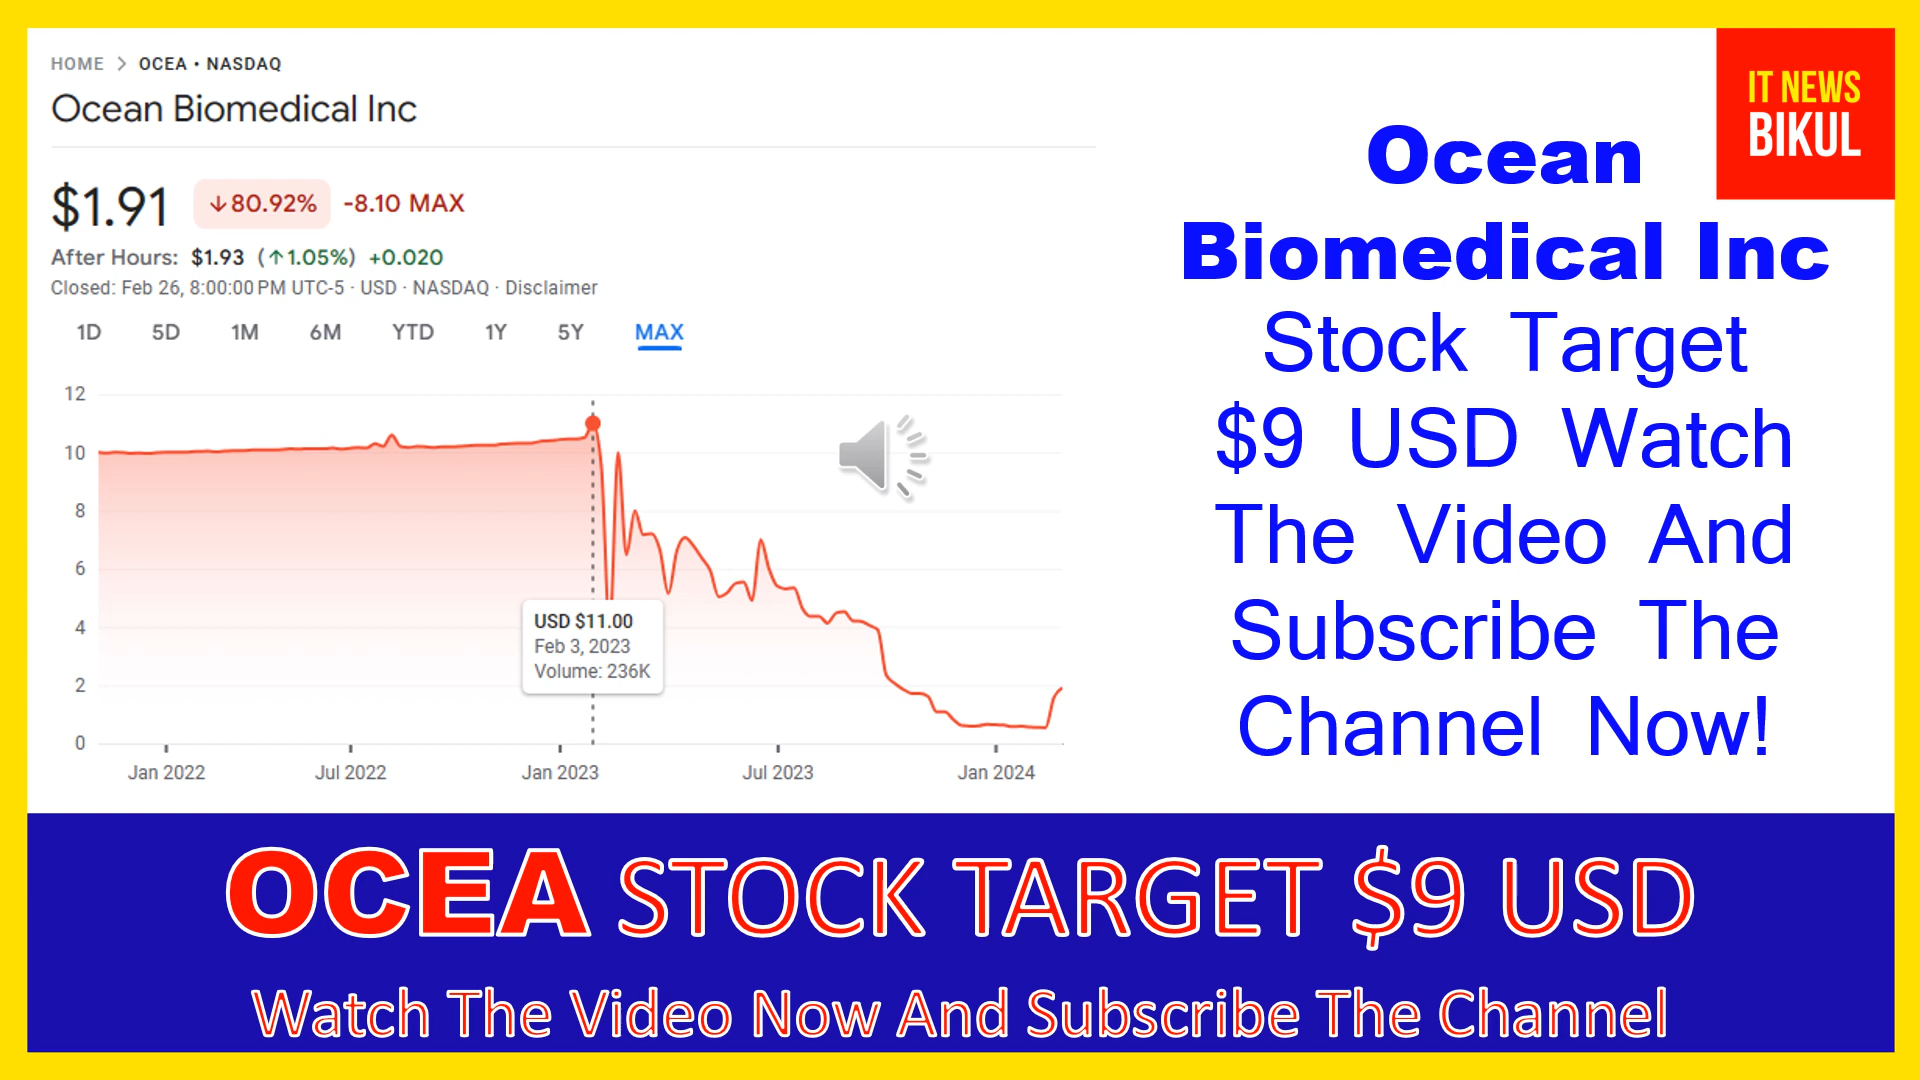 HOME > OCEA • NASDAQ
Ocean Biomedical Inc
$1.91 ↓80.92% -8.10 MAX
After Hours: $1.93 (↑1.05%) +0.020
Closed: Feb 26, 8:00:00 PM UTC-5 · USD · NASDAQ · Disclaimer
1D 5D 1M 6M YTD 1Y 5Y MAX
12
10
8
6
4
2
0
USD $11.00
Feb 3, 2023
Volume: 236K
Jan 2022 Jul 2022 Jan 2023 Jul 2023 Jan 2024
IT NEWS
BIKUL
Ocean
Biomedical Inc
Stock Target
$9 USD Watch
The Video And
Subscribe The
Channel Now!
OCEA STOCK TARGET $9 USD
Watch The Video Now And Subscribe The Channel